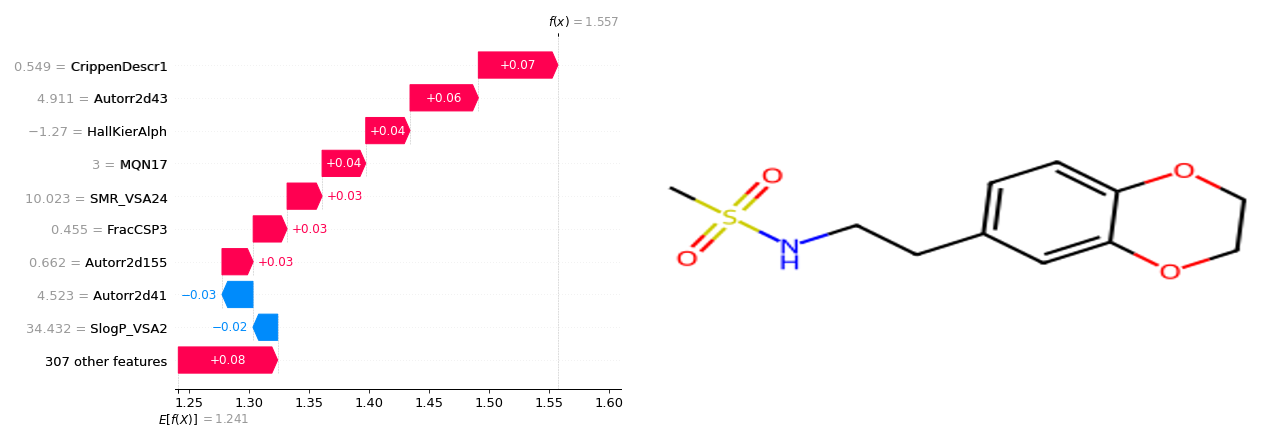 f(x) = 1.557
0.549 = CrippenDescr1
+0.07
4.911 = Autorr2d43
+0.06
−1.27 = HallKierAlph
+0.04
3 = MQN17
+0.04
10.023 = SMR_VSA24
+0.03
0.455 = FracCSP3
+0.03
0.662 = Autorr2d155
+0.03
4.523 = Autorr2d41
−0.03
34.432 = SlogP_VSA2
−0.02
307 other features
+0.08
1.25 1.30 1.35 1.40 1.45 1.50 1.55 1.60
E[f(X)] = 1.241
O
S
O
N
H
O
O